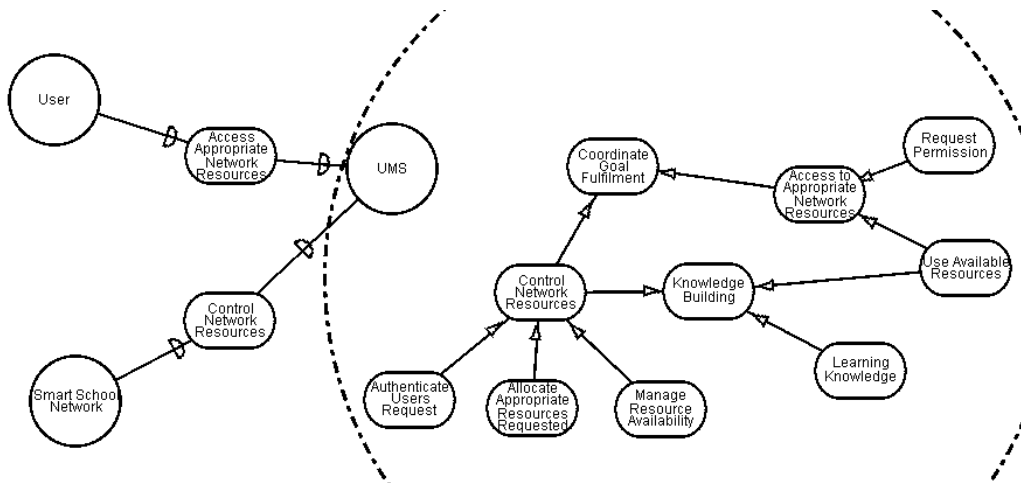 User
Access
Appropriate
Network
Resources
UMS
Control
Network
Resources
Smart School
Network
Coordinate
Goal
Fulfilment
Request
Permission
Access to
Appropriate
Network
Resources
Use Available
Resources
Control
Network
Resources
Knowledge
Building
Learning
Knowledge
Authenticate
Users
Request
Allocate
Appropriate
Resources
Requested
Manage
Resource
Availability